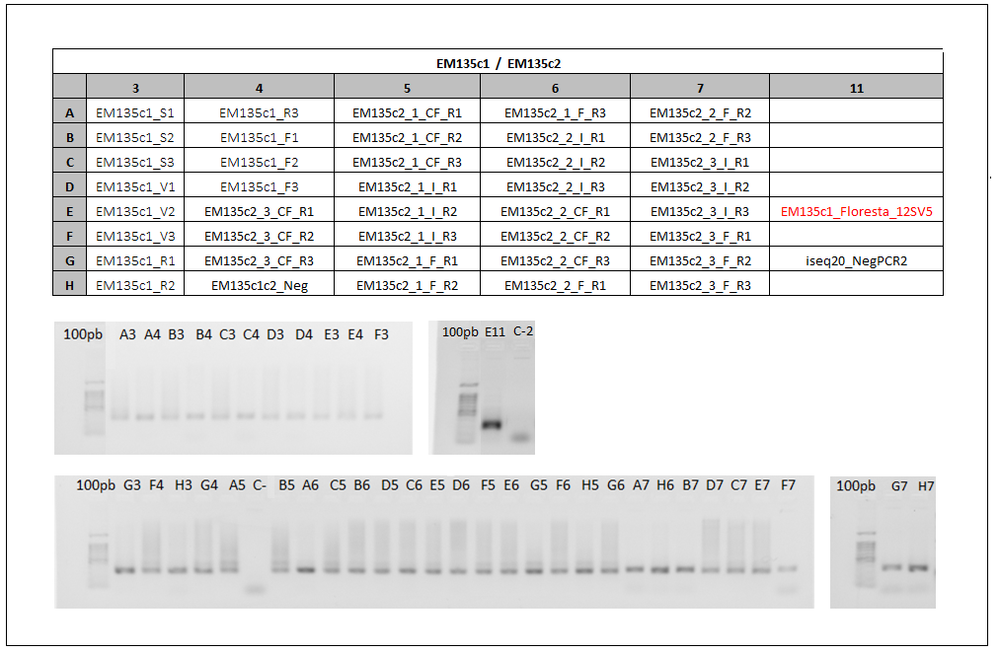 EM135c1 / EM135c2
3 4 5 6 7 11
A EM135c1_S1 EM135c1_R3 EM135c2_1_CF_R1 EM135c2_1_F_R3 EM135c2_2_F_R2
B EM135c1_S2 EM135c1_F1 EM135c2_1_CF_R2 EM135c2_2_I_R1 EM135c2_2_F_R3
C EM135c1_S3 EM135c1_F2 EM135c2_1_CF_R3 EM135c2_2_I_R2 EM135c2_3_I_R1
D EM135c1_V1 EM135c1_F3 EM135c2_1_I_R1 EM135c2_2_I_R3 EM135c2_3_I_R2
E EM135c1_V2 EM135c2_3_CF_R1 EM135c2_1_I_R2 EM135c2_2_CF_R1 EM135c2_3_I_R3 EM135c1_Floresta_12SV5
F EM135c1_V3 EM135c2_3_CF_R2 EM135c2_1_I_R3 EM135c2_2_CF_R2 EM135c2_3_F_R1
G EM135c1_R1 EM135c2_3_CF_R3 EM135c2_1_F_R1 EM135c2_2_CF_R3 EM135c2_3_F_R2 iseq20_NegPCR2
H EM135c1_R2 EM135c1c2_Neg EM135c2_1_F_R2 EM135c2_2_F_R1 EM135c2_3_F_R3
100pb A3 A4 B3 B4 C3 C4 D3 D4 E3 E4 F3
100pb E11 C-2
100pb G3 F4 H3 G4 A5 C- B5 A6 C5 B6 D5 C6 E5 D6 F5 E6 G5 F6 H5 G6 A7 H6 B7 D7 C7 E7 F7
100pb G7 H7